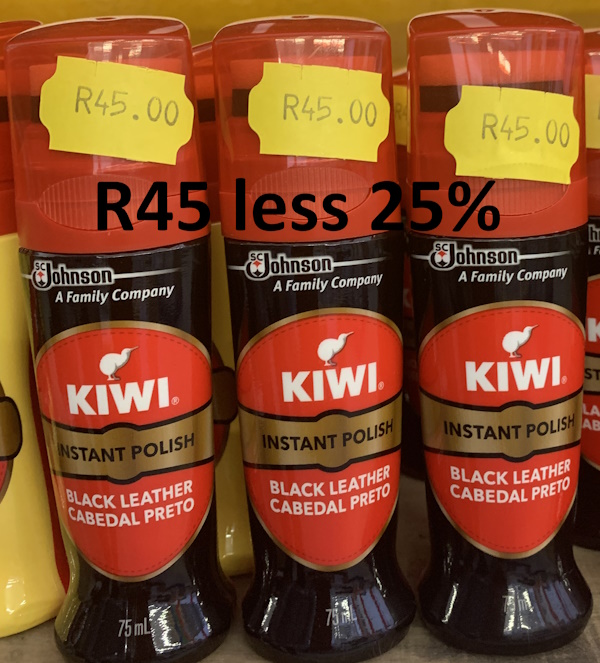 R45.00
R45.00
R45.00
R45 less 25%
SC Johnson
A Family Company
SC Johnson
A Family Company
SC Johnson
A Family Company
KIWI®
INSTANT POLISH
BLACK LEATHER
CABEDAL PRETO
75 mL
KIWI®
INSTANT POLISH
BLACK LEATHER
CABEDAL PRETO
KIWI®
INSTANT POLISH
BLACK LEATHER
CABEDAL PRETO